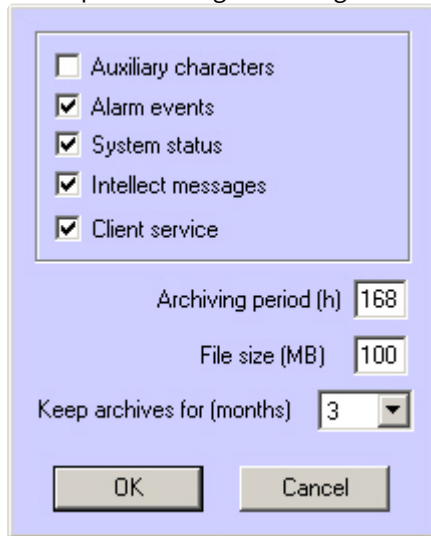 Auxiliary characters
Alarm events
System status
Intellect messages
Client service
Archiving period (h) 168
File size (MB) 100
Keep archives for (months) 3
OK Cancel